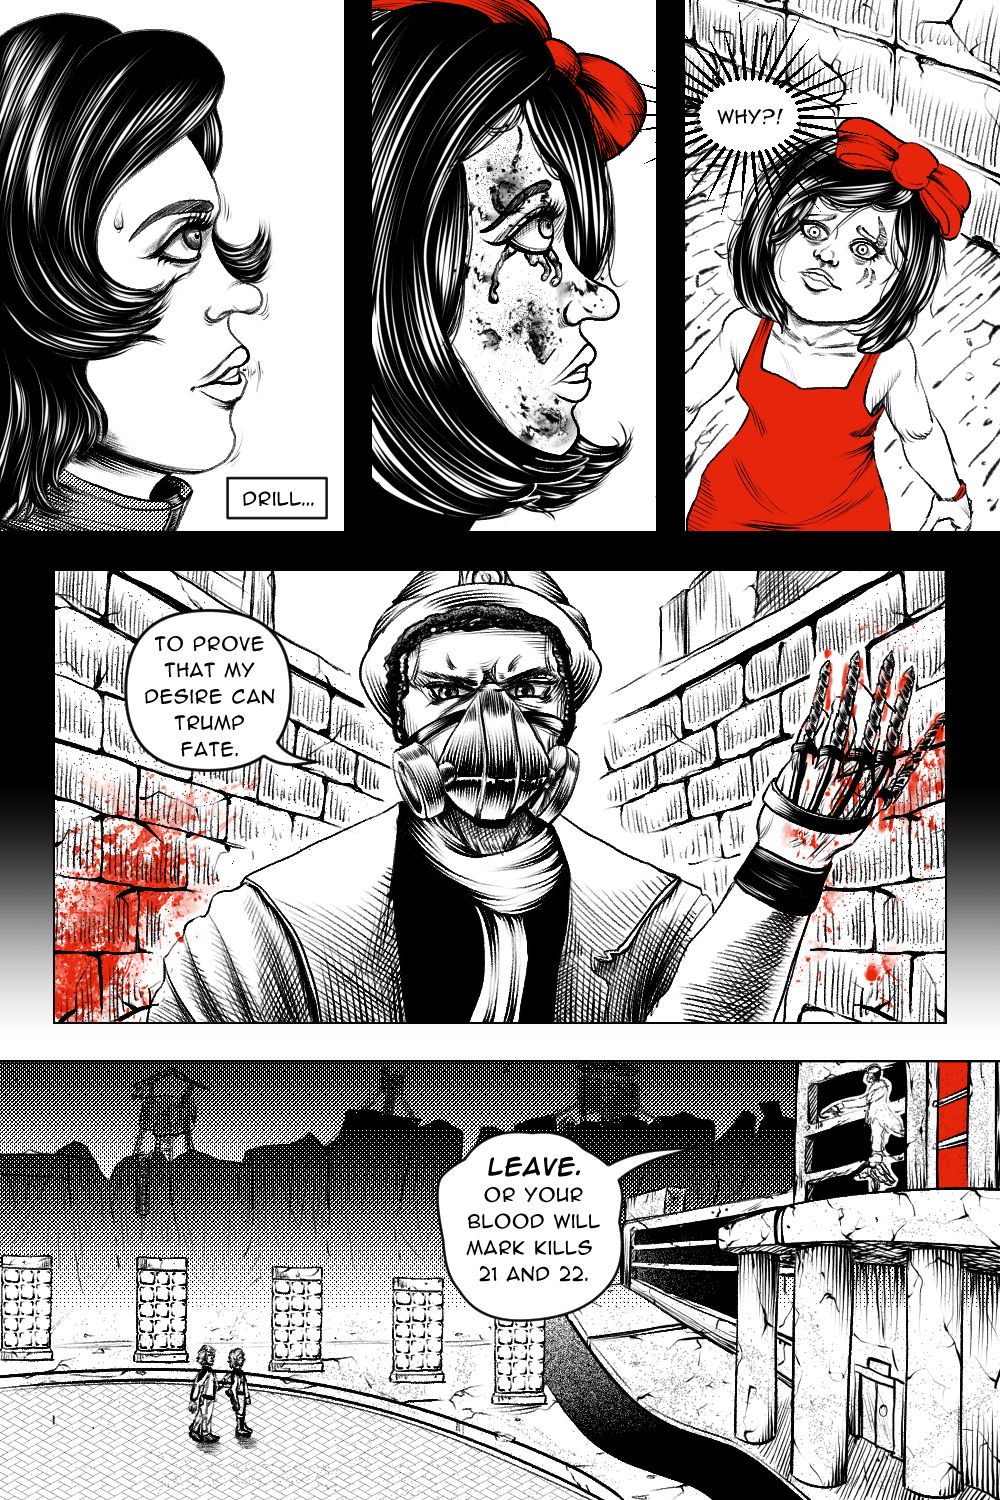 DRILL...
WHY?!
TO PROVE
THAT MY
DESIRE CAN
TRUMP
FATE.
LEAVE.
OR YOUR
BLOOD WILL
MARK KILLS
21 AND 22.